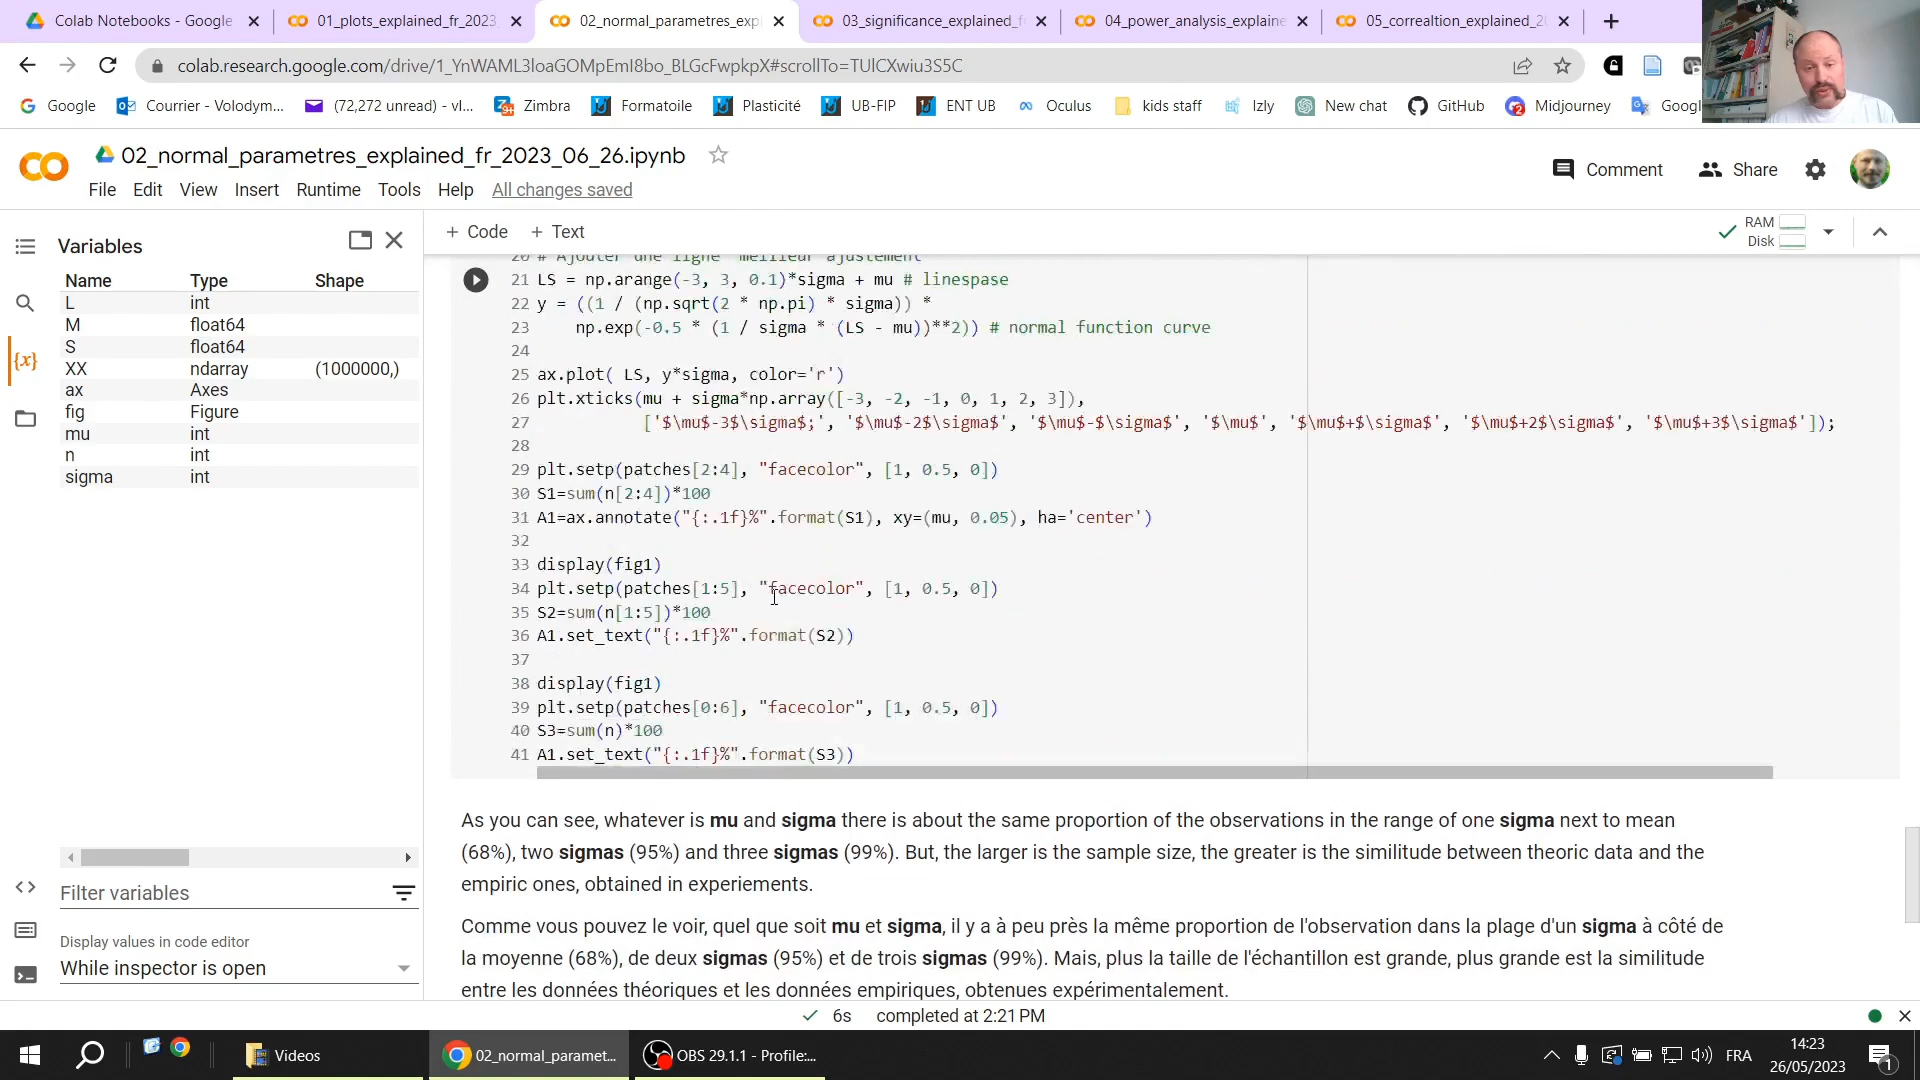 Colab Notebooks - Google
01_plots_explained_fr_2023
02_normal_parametres_exp
03_significance_explained_f
04_power_analysis_explaine
05_correaltion_explained_2
colab.research.google.com/drive/1_YnWAML3loaGOMpEmI8bo_BLGcFwpkpX#scrollTo=TUlCXwiu3S5C
Google
Courrier - Volodym...
(72,272 unread) - vl...
Zimbra
Formatoile
Plasticité
UB-FIP
ENT UB
Oculus
kids staff
Izly
New chat
GitHub
Midjourney
Googl
02_normal_parametres_explained_fr_2023_06_26.ipynb
Comment
Share
File Edit View Insert Runtime Tools Help All changes saved
+ Code + Text
RAM
Disk
Variables
Name Type Shape
L int
M float64
S float64
XX ndarray (1000000,)
ax Axes
fig Figure
mu int
n int
sigma int
Filter variables
Display values in code editor
While inspector is open
20 # Ajouter une ligne "meilleur ajustement"
21 LS = np.arange(-3, 3, 0.1)*sigma + mu # linespase
22 y = ((1 / (np.sqrt(2 * np.pi) * sigma)) *
23 np.exp(-0.5 * (1 / sigma * (LS - mu))**2)) # normal function curve
24
25 ax.plot( LS, y*sigma, color='r')
26 plt.xticks(mu + sigma*np.array([-3, -2, -1, 0, 1, 2, 3]),
27 ['$\mu$-3$\sigma$;', '$\mu$-2$\sigma$', '$\mu$-$\sigma$', '$\mu$', '$\mu$+$\sigma$', '$\mu$+2$\sigma$', '$\mu$+3$\sigma$']);
28
29 plt.setp(patches[2:4], "facecolor", [1, 0.5, 0])
30 S1=sum(n[2:4])*100
31 A1=ax.annotate("{:.1f}%".format(S1), xy=(mu, 0.05), ha='center')
32
33 display(fig1)
34 plt.setp(patches[1:5], "facecolor", [1, 0.5, 0])
35 S2=sum(n[1:5])*100
36 A1.set_text("{:.1f}%".format(S2))
37
38 display(fig1)
39 plt.setp(patches[0:6], "facecolor", [1, 0.5, 0])
40 S3=sum(n)*100
41 A1.set_text("{:.1f}%".format(S3))
As you can see, whatever is mu and sigma there is about the same proportion of the observations in the range of one sigma next to mean
(68%), two sigmas (95%) and three sigmas (99%). But, the larger is the sample size, the greater is the similitude between theoric data and the
empiric ones, obtained in experiements.
Comme vous pouvez le voir, quel que soit mu et sigma, il y a à peu près la même proportion de l'observation dans la plage d'un sigma à côté de
la moyenne (68%), de deux sigmas (95%) et de trois sigmas (99%). Mais, plus la taille de l'échantillon est grande, plus grande est la similitude
entre les données théoriques et les données empiriques, obtenues expérimentalement.
6s completed at 2:21 PM
Videos
02_normal_paramet...
OBS 29.1.1 - Profile:...
FRA
14:23
26/05/2023
1